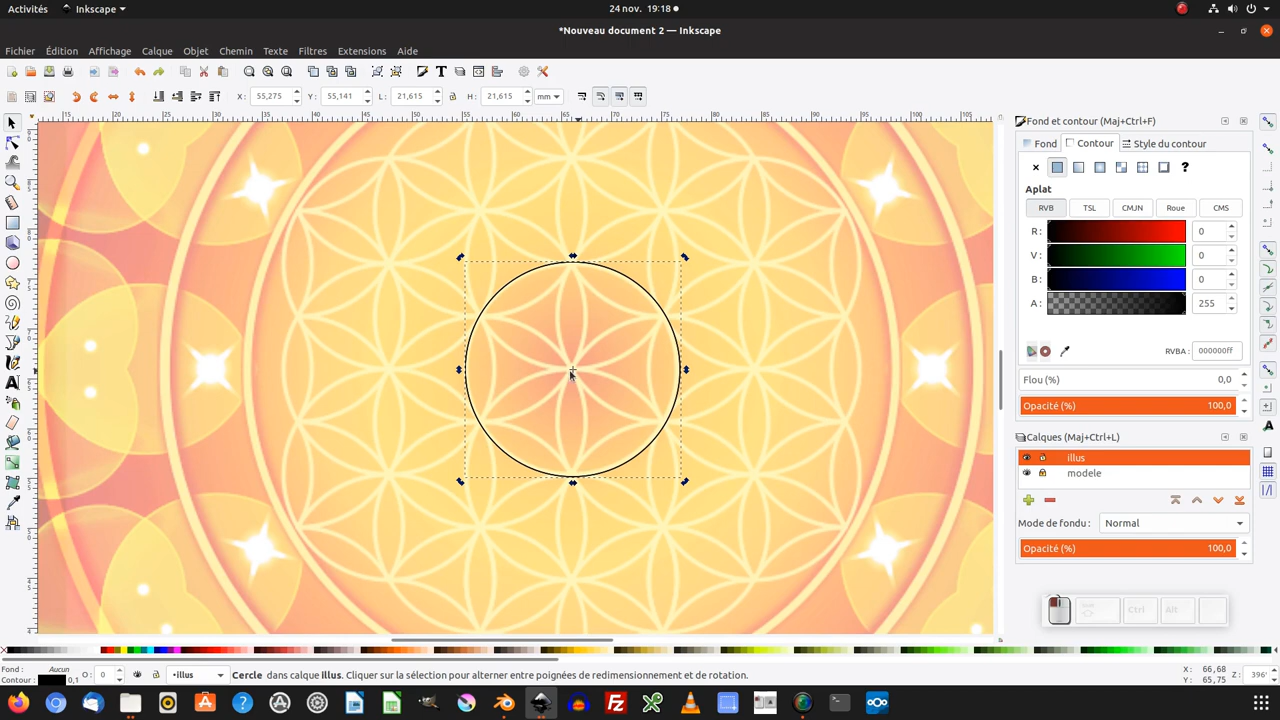 Activités Inkscape 24 nov. 19:18
*Nouveau document 2 — Inkscape
Fichier Édition Affichage Calque Objet Chemin Texte Filtres Extensions Aide
X : 55,275 Y : 55,141 L : 21,615 H : 21,615 mm
Fond et contour (Maj+Ctrl+F)
Fond Contour Style du contour
?
Aplat
RVB TSL CMJN Roue CMS
R : 0
V : 0
B : 0
A : 255
RVBA : 000000ff
Flou (%) 0,0
Opacité (%) 100,0
Calques (Maj+Ctrl+L)
illus
modele
Mode de fondu : Normal
Opacité (%) 100,0
Ctrl Alt
Fond : Aucun
Contour : 0,1
O : 0
•illus
Cercle dans calque illus. Cliquer sur la sélection pour alterner entre poignées de redimensionnement et de rotation.
X : 66,68
Y : 65,75
Z : 396